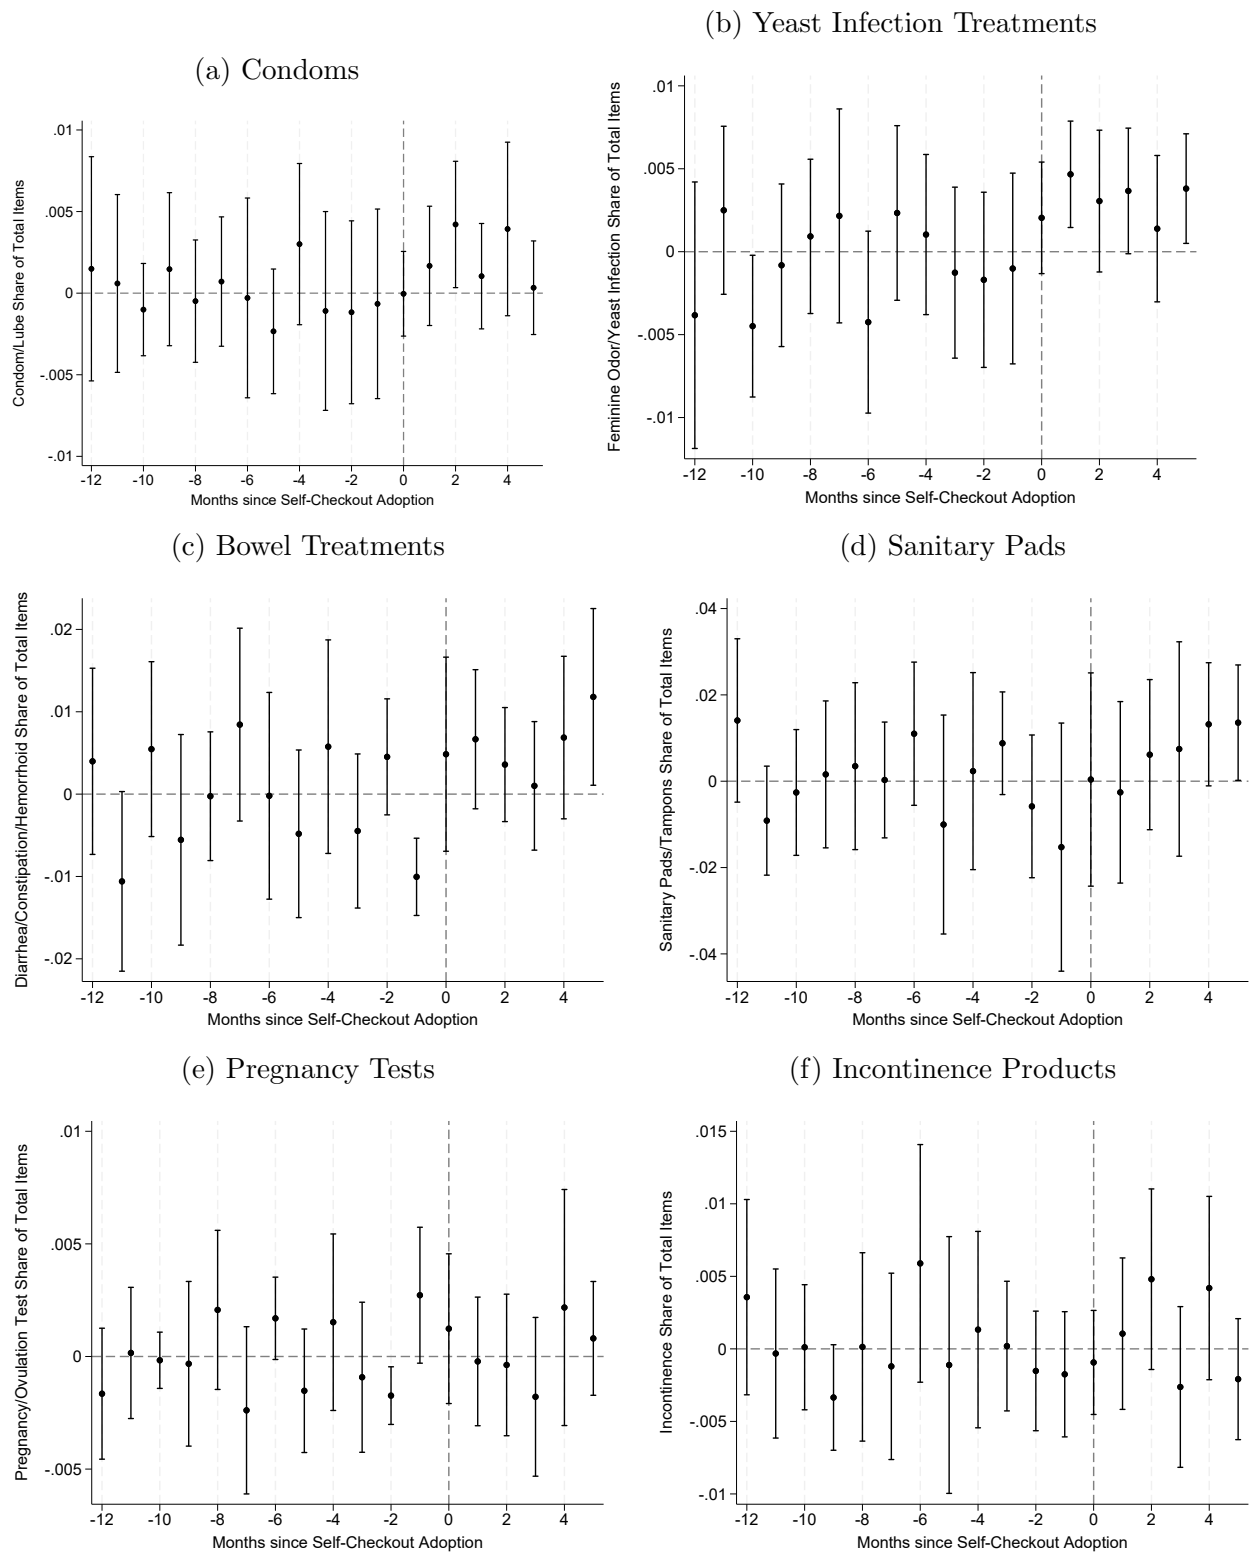 (a) Condoms
Condom/Lube Share of Total Items
.01
.005
0
-.005
-.01
-12 -10 -8 -6 -4 -2 0 2 4
Months since Self-Checkout Adoption
(b) Yeast Infection Treatments
Feminine Odor/Yeast Infection Share of Total Items
.01
.005
0
-.005
-.01
-12 -10 -8 -6 -4 -2 0 2 4
Months since Self-Checkout Adoption
(c) Bowel Treatments
Diarrhea/Constipation/Hemorrhoid Share of Total Items
.02
.01
0
-.01
-.02
-12 -10 -8 -6 -4 -2 0 2 4
Months since Self-Checkout Adoption
(d) Sanitary Pads
Sanitary Pads/Tampons Share of Total Items
.04
.02
0
-.02
-.04
-12 -10 -8 -6 -4 -2 0 2 4
Months since Self-Checkout Adoption
(e) Pregnancy Tests
Pregnancy/Ovulation Test Share of Total Items
.01
.005
0
-.005
-12 -10 -8 -6 -4 -2 0 2 4
Months since Self-Checkout Adoption
(f) Incontinence Products
Incontinence Share of Total Items
.015
.01
.005
0
-.005
-.01
-12 -10 -8 -6 -4 -2 0 2 4
Months since Self-Checkout Adoption